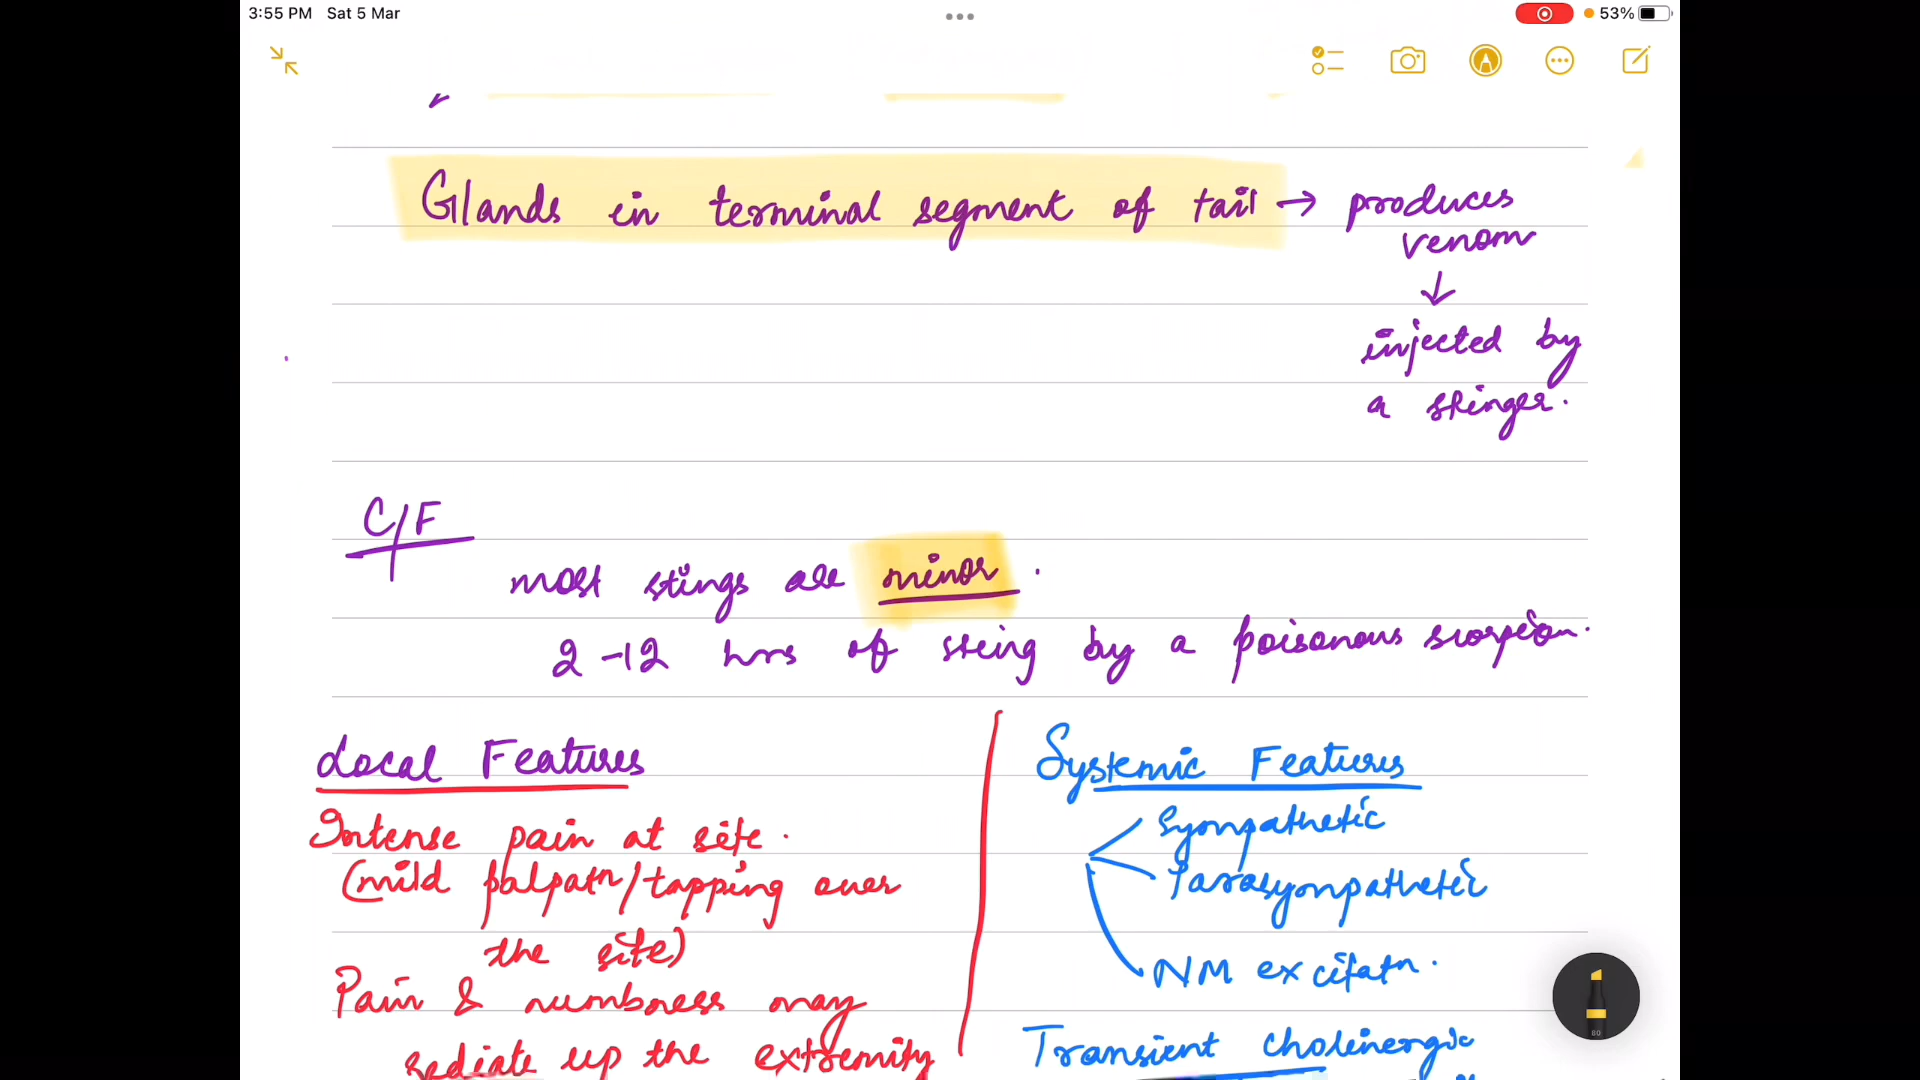 3:55 PM Sat 5 Mar
53%
Glands in terminal segment of tail → produces
venom
↓
injected by
a stinger.
C/F
most stings are minor.
2-12 hrs of sting by a poisonous scorpion.
Local Features
Intense pain at site.
(mild palpatn/tapping over
the site)
Pain & numbness may
radiate up the extremity
Systemic Features
Sympathetic
Parasympathetic
NM excitatn.
Transient cholinergic
80